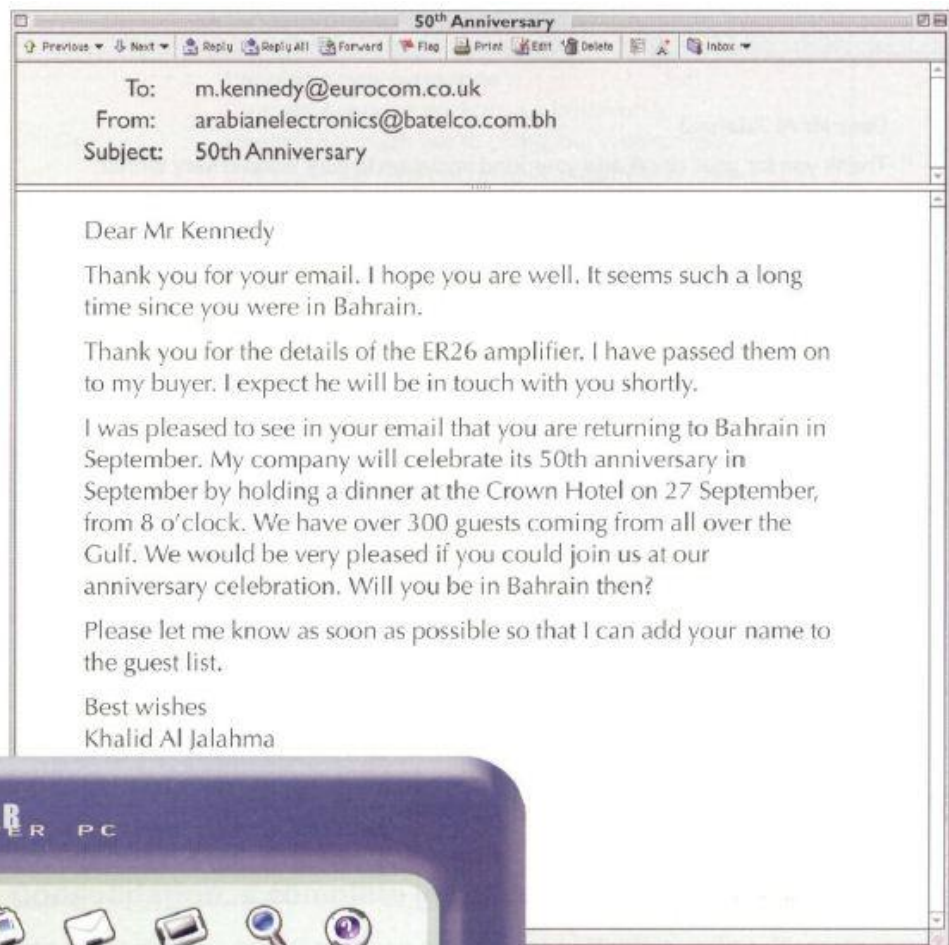 50th Anniversary
Previous Next Reply Reply All Forward Flag Print Edit Delete Inbox
To: m.kennedy@eurocom.co.uk
From: arabianelectronics@batelco.com.bh
Subject: 50th Anniversary
Dear Mr Kennedy
Thank you for your email. I hope you are well. It seems such a long
time since you were in Bahrain.
Thank you for the details of the ER26 amplifier. I have passed them on
to my buyer. I expect he will be in touch with you shortly.
I was pleased to see in your email that you are returning to Bahrain in
September. My company will celebrate its 50th anniversary in
September by holding a dinner at the Crown Hotel on 27 September,
from 8 o'clock. We have over 300 guests coming from all over the
Gulf. We would be very pleased if you could join us at our
anniversary celebration. Will you be in Bahrain then?
Please let me know as soon as possible so that I can add your name to
the guest list.
Best wishes
Khalid Al Jalahma
PC